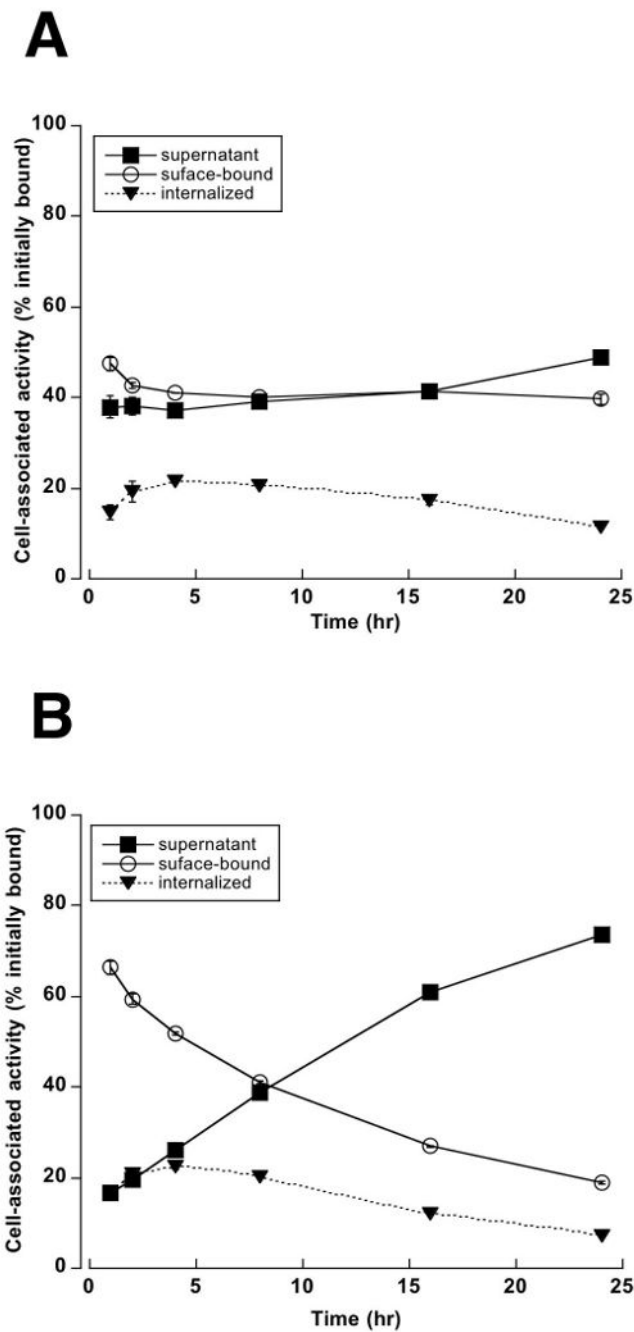 A
Cell-associated activity (% initially bound)
100
80
60
40
20
0
supernatant
suface-bound
internalized
0 5 10 15 20 25
Time (hr)
B
Cell-associated activity (% initially bound)
100
80
60
40
20
0
supernatant
suface-bound
internalized
0 5 10 15 20 25
Time (hr)